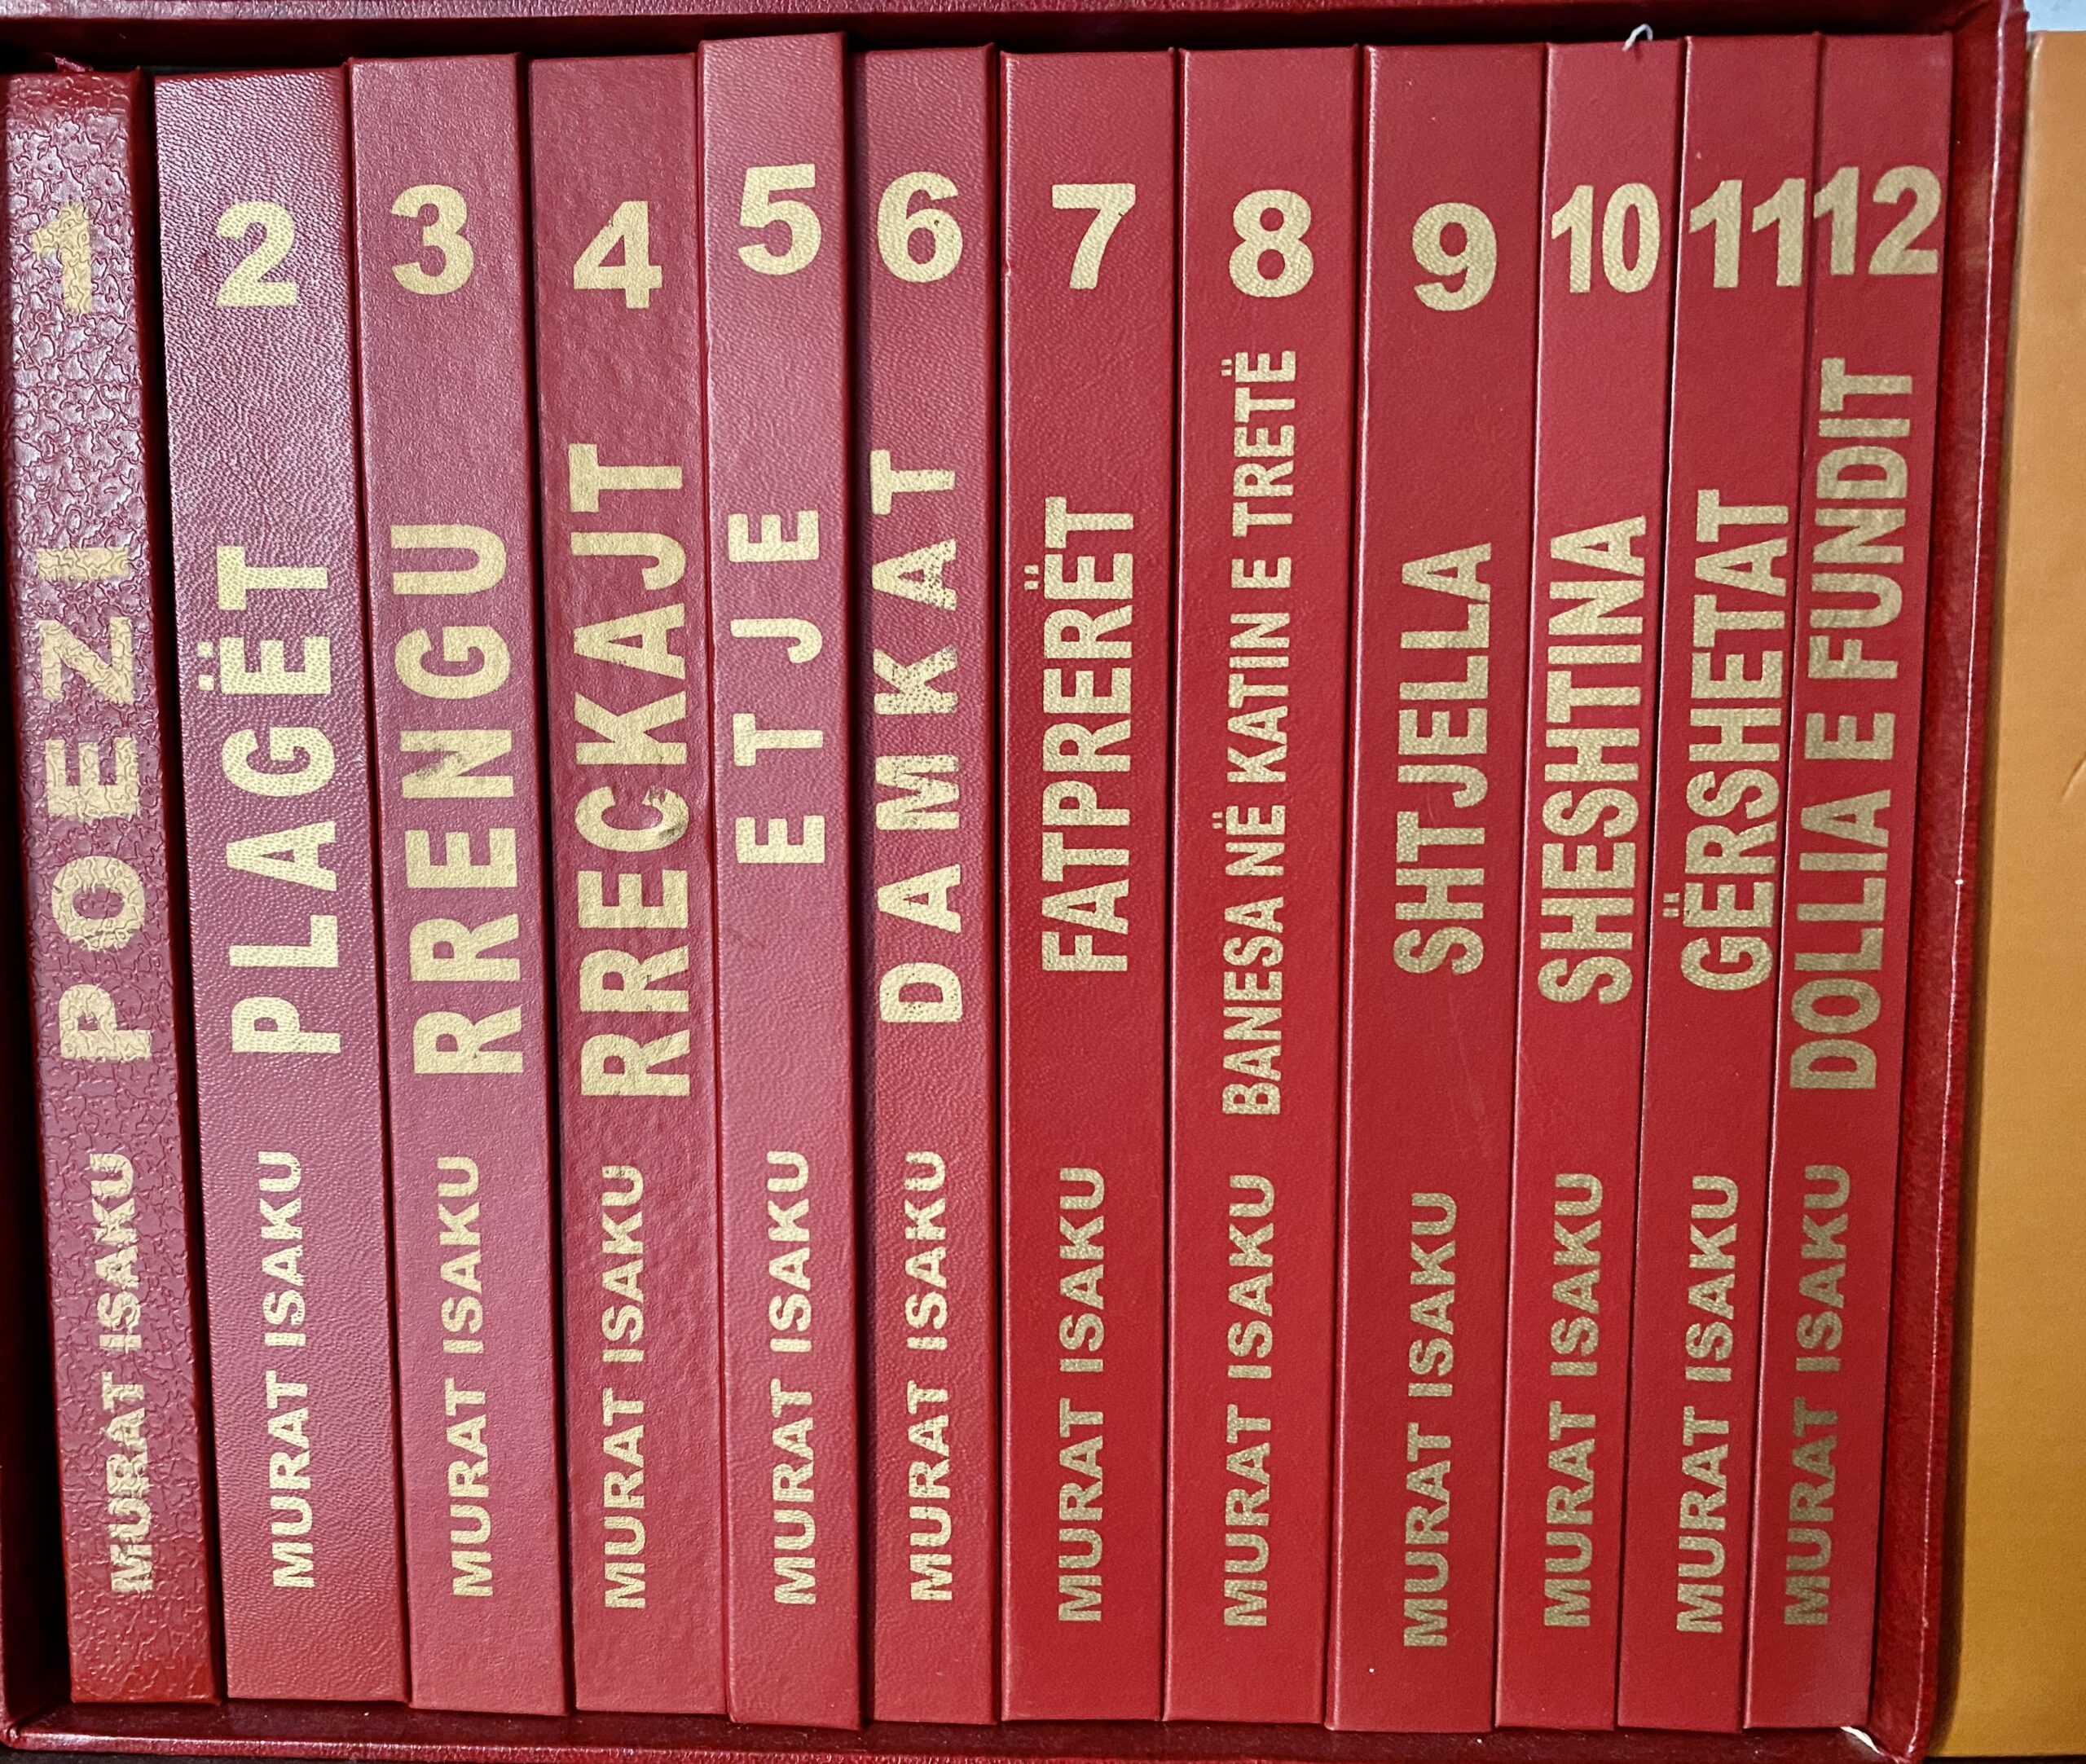 1
POEZI
MURAT ISAKU
2
PLAGËT
MURAT ISAKU
3
RRENGU
MURAT ISAKU
4
RRECKAJT
MURAT ISAKU
5
ETJE
MURAT ISAKU
6
DAMKAT
MURAT ISAKU
7
FATPRERËT
MURAT ISAKU
8
BANESA NË KATIN E TRETË
MURAT ISAKU
9
SHTJELLA
MURAT ISAKU
10
SHESHTINA
MURAT ISAKU
11
GËRSHETAT
MURAT ISAKU
12
DOLLIA E FUNDIT
MURAT ISAKU